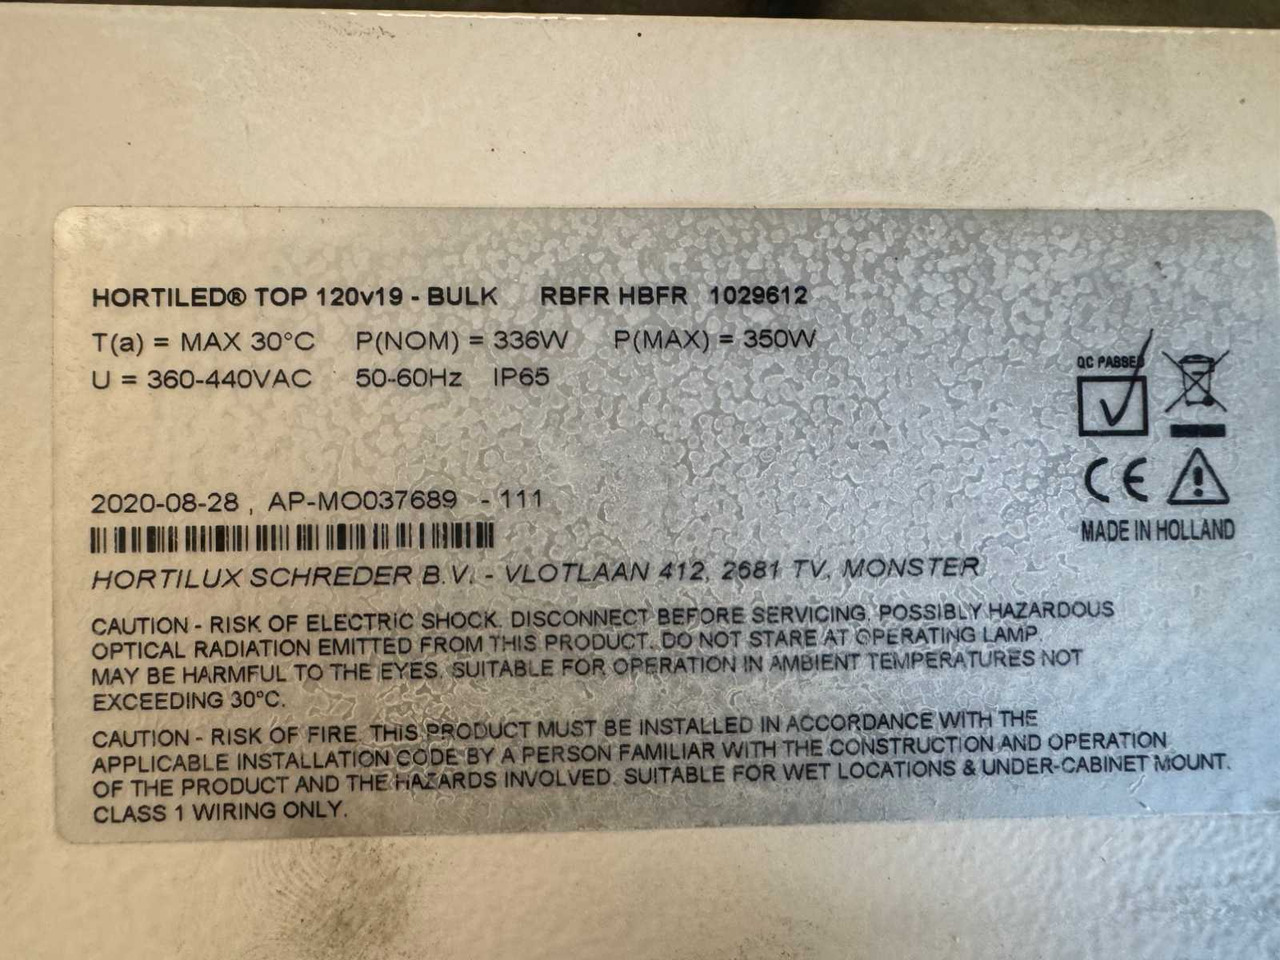 HORTILED® TOP 120v19 - BULK RBFR HBFR 1029612
T(a) = MAX 30°C P(NOM) = 336W P(MAX) = 350W
U = 360-440VAC 50-60Hz IP65
QC PASSED
CE
MADE IN HOLLAND
2020-08-28 , AP-MO037689 - 111
HORTILUX SCHREDER B.V. - VLOTLAAN 412, 2681 TV, MONSTER
CAUTION - RISK OF ELECTRIC SHOCK. DISCONNECT BEFORE SERVICING, POSSIBLY HAZARDOUS
OPTICAL RADIATION EMITTED FROM THIS PRODUCT. DO NOT STARE AT OPERATING LAMP.
MAY BE HARMFUL TO THE EYES. SUITABLE FOR OPERATION IN AMBIENT TEMPERATURES NOT
EXCEEDING 30°C.
CAUTION - RISK OF FIRE. THIS PRODUCT MUST BE INSTALLED IN ACCORDANCE WITH THE
APPLICABLE INSTALLATION CODE BY A PERSON FAMILIAR WITH THE CONSTRUCTION AND OPERATION
OF THE PRODUCT AND THE HAZARDS INVOLVED. SUITABLE FOR WET LOCATIONS & UNDER-CABINET MOUNT.
CLASS 1 WIRING ONLY.